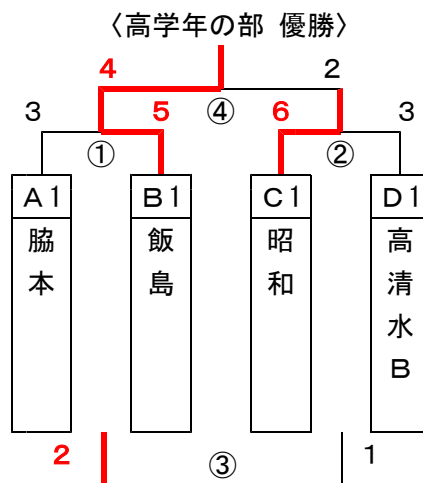 〈高学年の部 優勝〉
4 2
3 5 ④ 6 3
① ②
A1 B1 C1 D1
脇本
飯島
昭和
高清水B
2 ③ 1